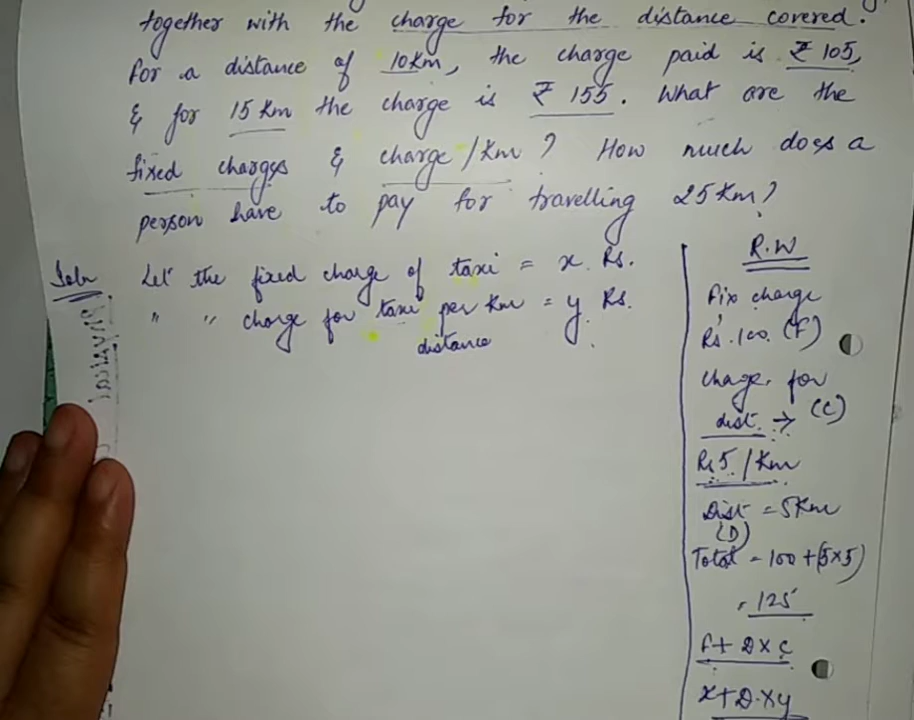 together with the charge for the distance covered.
for a distance of 10km, the charge paid is ₹ 105,
& for 15 km the charge is ₹ 155. What are the
fixed charges & charge /km? How much does a
person have to pay for travelling 25 Km?
Soln Let the fixed charge of taxi = x Rs.
" " charge for taxi per km = y Rs.
distance
R.W
Fix charge
Rs. 100. (F)
Charge for
dist. → (C)
Rs 5 /Km
Dist = 5Km
(D)
Total = 100 + (5×5)
= 125
F + D × C
x + D. × y